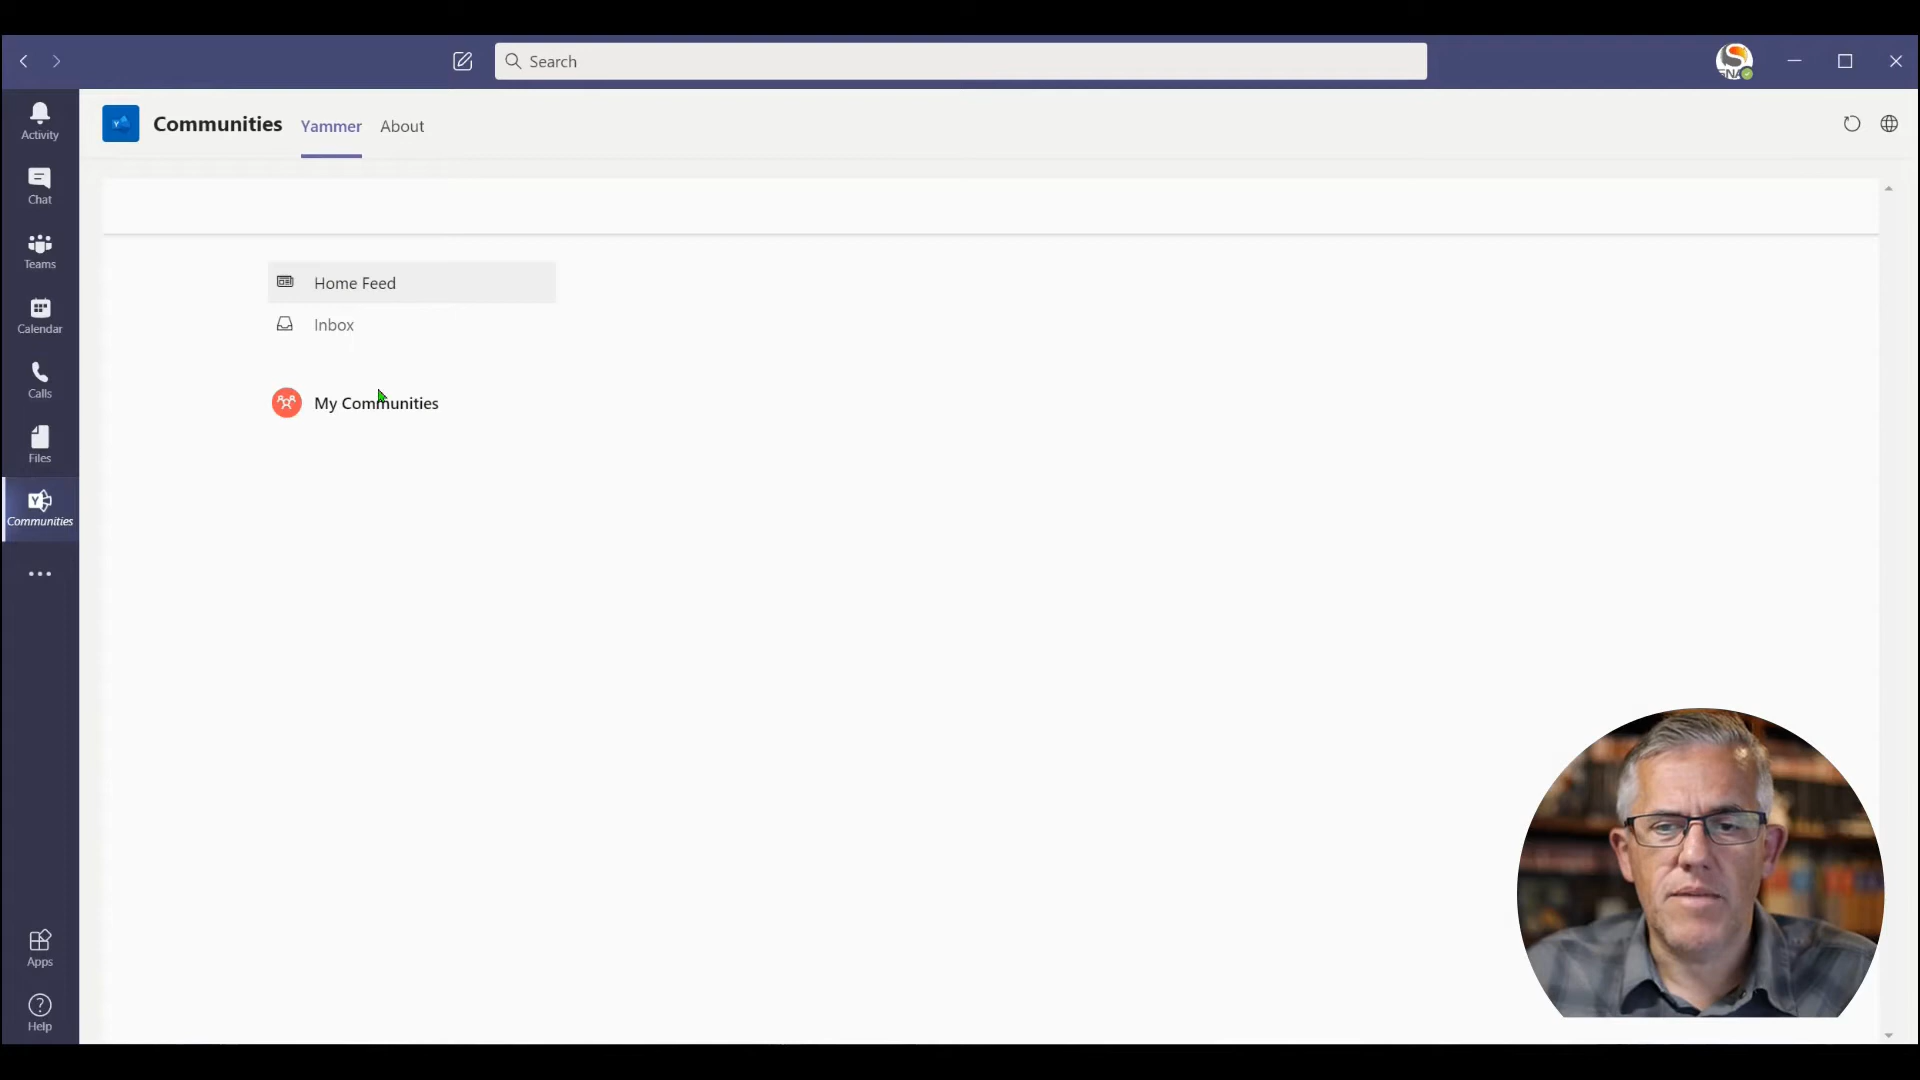 Search
Activity
Chat
Teams
Calendar
Calls
Files
Communities
Apps
Help
Communities Yammer About
Home Feed
Inbox
My Communities